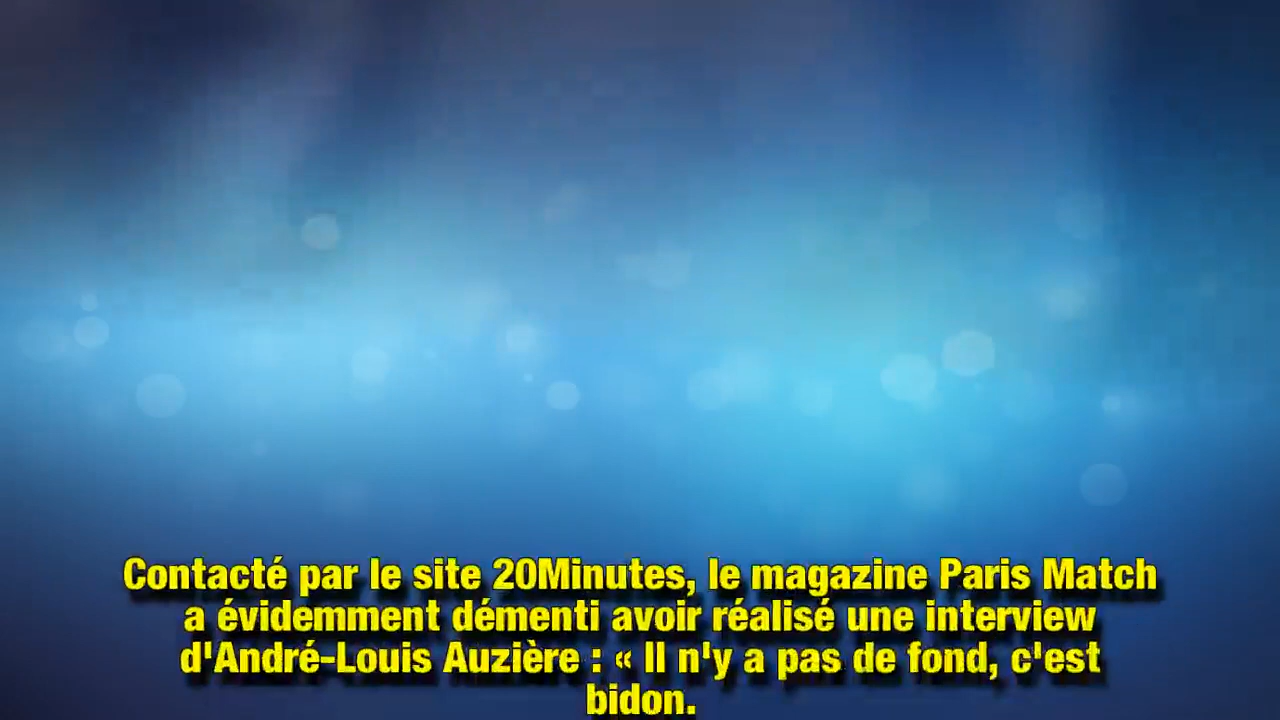 Contacté par le site 20Minutes, le magazine Paris Match
a évidemment démenti avoir réalisé une interview
d'André-Louis Auzière : « Il n'y a pas de fond, c'est
bidon.